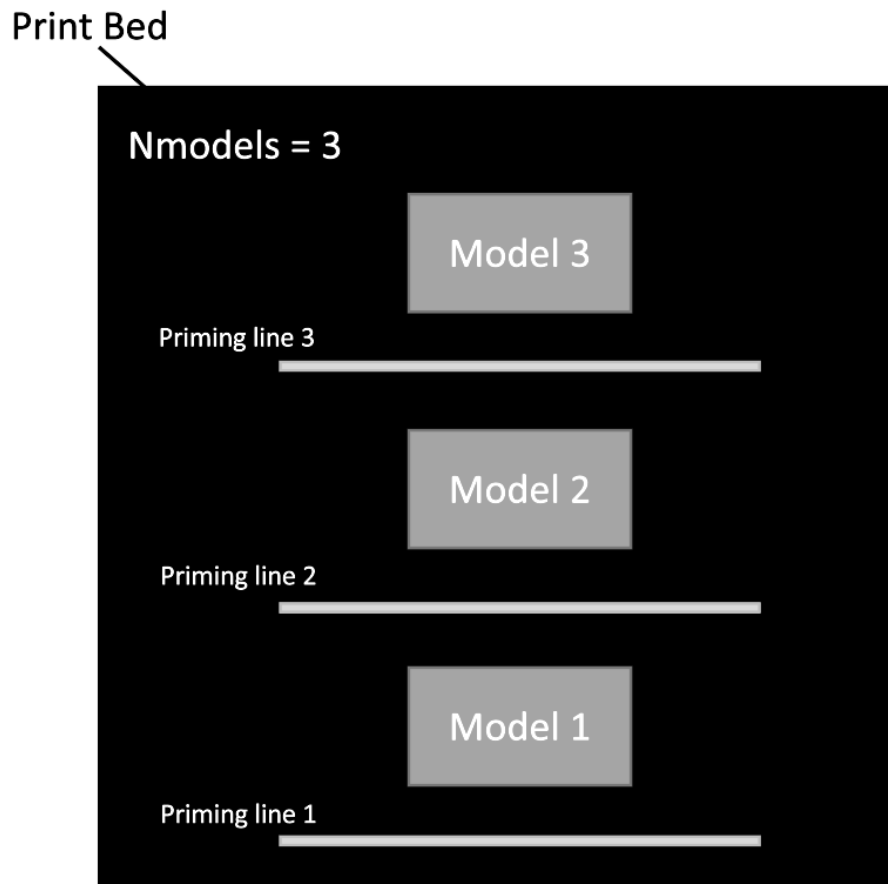 Print Bed
Nmodels = 3
Model 3
Priming line 3
Model 2
Priming line 2
Model 1
Priming line 1